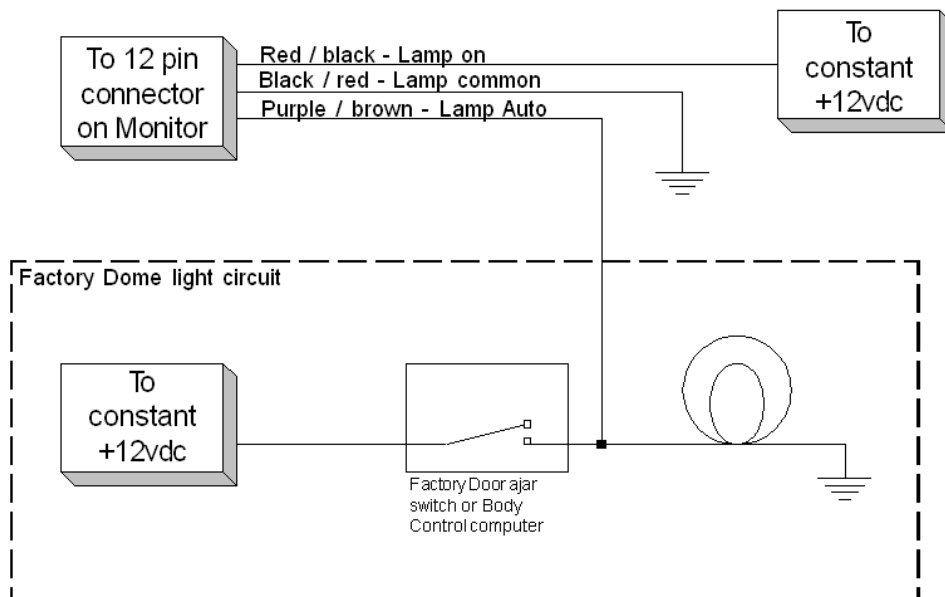 To 12 pin
connector
on Monitor
Red / black - Lamp on
Black / red - Lamp common
Purple / brown - Lamp Auto
To
constant
+12vdc
Factory Dome light circuit
To
constant
+12vdc
Factory Door ajar
switch or Body
Control computer